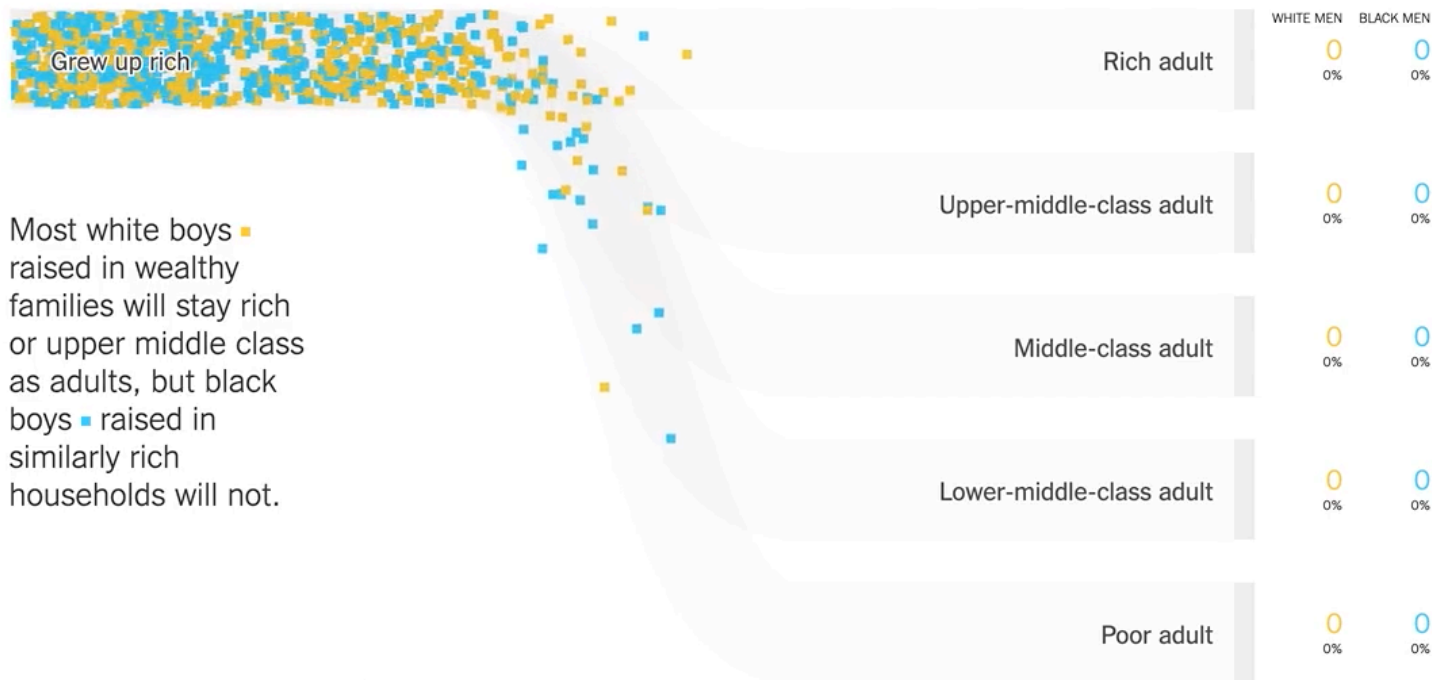 WHITE MEN BLACK MEN
Grew up rich
Rich adult
0 0
0% 0%
Most white boys
raised in wealthy
families will stay rich
or upper middle class
as adults, but black
boys raised in
similarly rich
households will not.
Upper-middle-class adult
0 0
0% 0%
Middle-class adult
0 0
0% 0%
Lower-middle-class adult
0 0
0% 0%
Poor adult
0 0
0% 0%